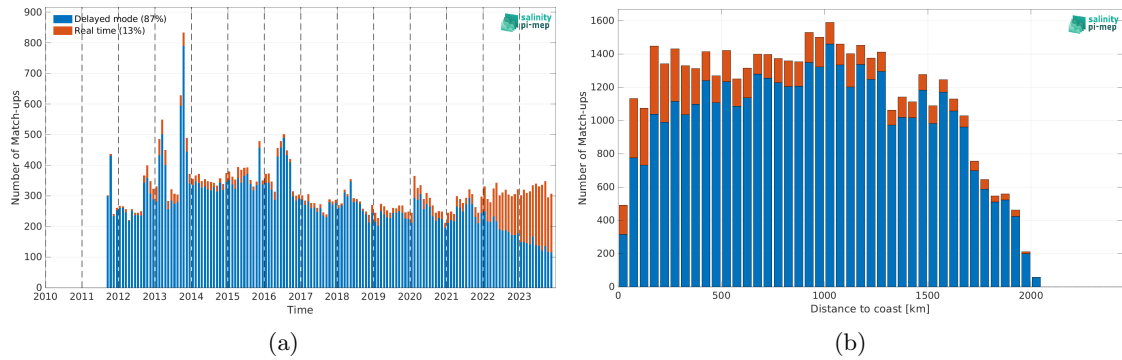 Delayed mode (87%)
Real time (13%)
salinity
pi-mep
Number of Match-ups
900
800
700
600
500
400
300
200
100
0
2010 2011 2012 2013 2014 2015 2016 2017 2018 2019 2020 2021 2022 2023
Time
(a)
salinity
pi-mep
Number of Match-ups
1600
1400
1200
1000
800
600
400
200
0
0 500 1000 1500 2000
Distance to coast [km]
(b)